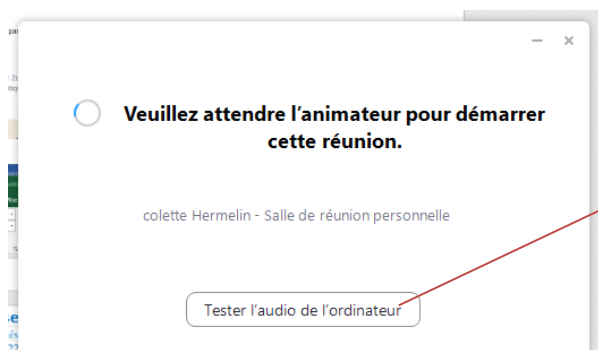 Veuillez attendre l'animateur pour démarrer
cette réunion.
colette Hermelin - Salle de réunion personnelle
Tester l'audio de l'ordinateur